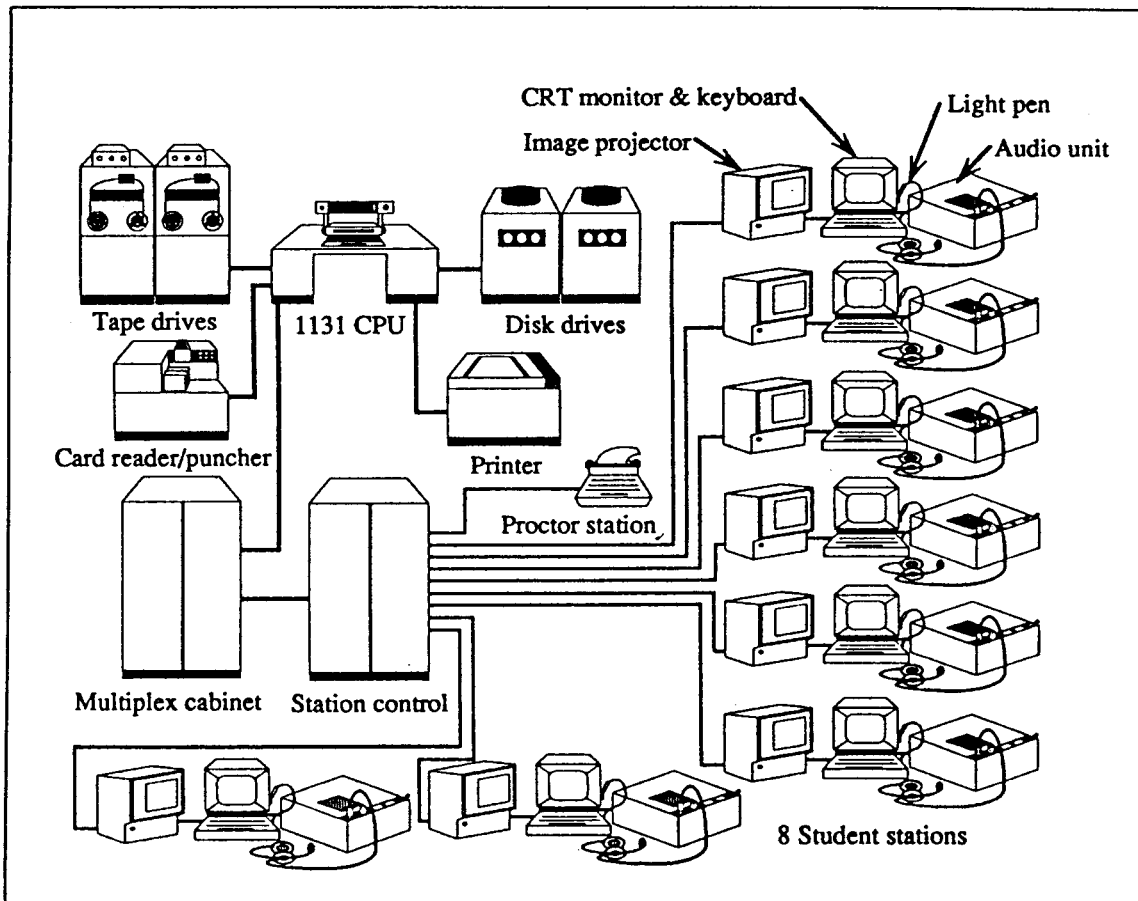 CRT monitor & keyboard
Light pen
Image projector
Audio unit
Tape drives
1131 CPU
Disk drives
Card reader/puncher
Printer
Proctor station
Multiplex cabinet
Station control
8 Student stations